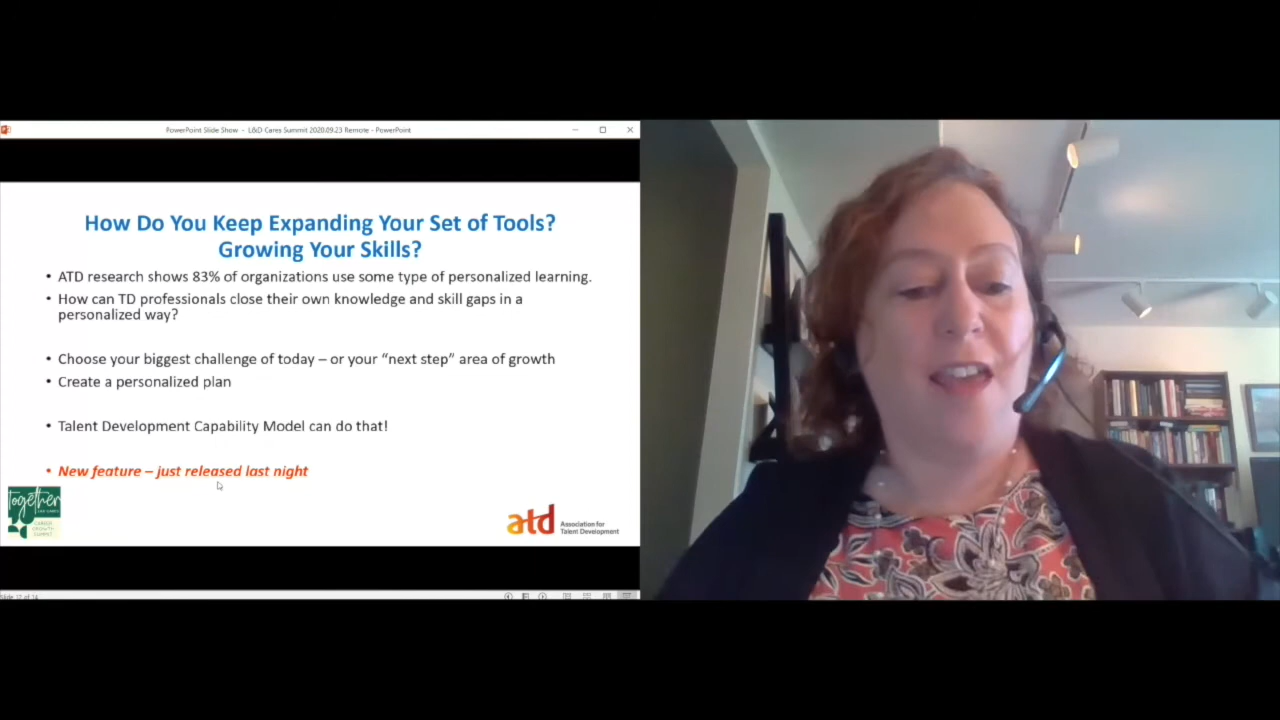 PowerPoint Slide Show - L&D Cares Summit 2020.09.23 Remote - PowerPoint
How Do You Keep Expanding Your Set of Tools?
Growing Your Skills?
• ATD research shows 83% of organizations use some type of personalized learning.
• How can TD professionals close their own knowledge and skill gaps in a
personalized way?
• Choose your biggest challenge of today – or your “next step” area of growth
• Create a personalized plan
• Talent Development Capability Model can do that!
• New feature – just released last night
together
L&D CARES
CAREER
GROWTH
SUMMIT
atd
Association for
Talent Development